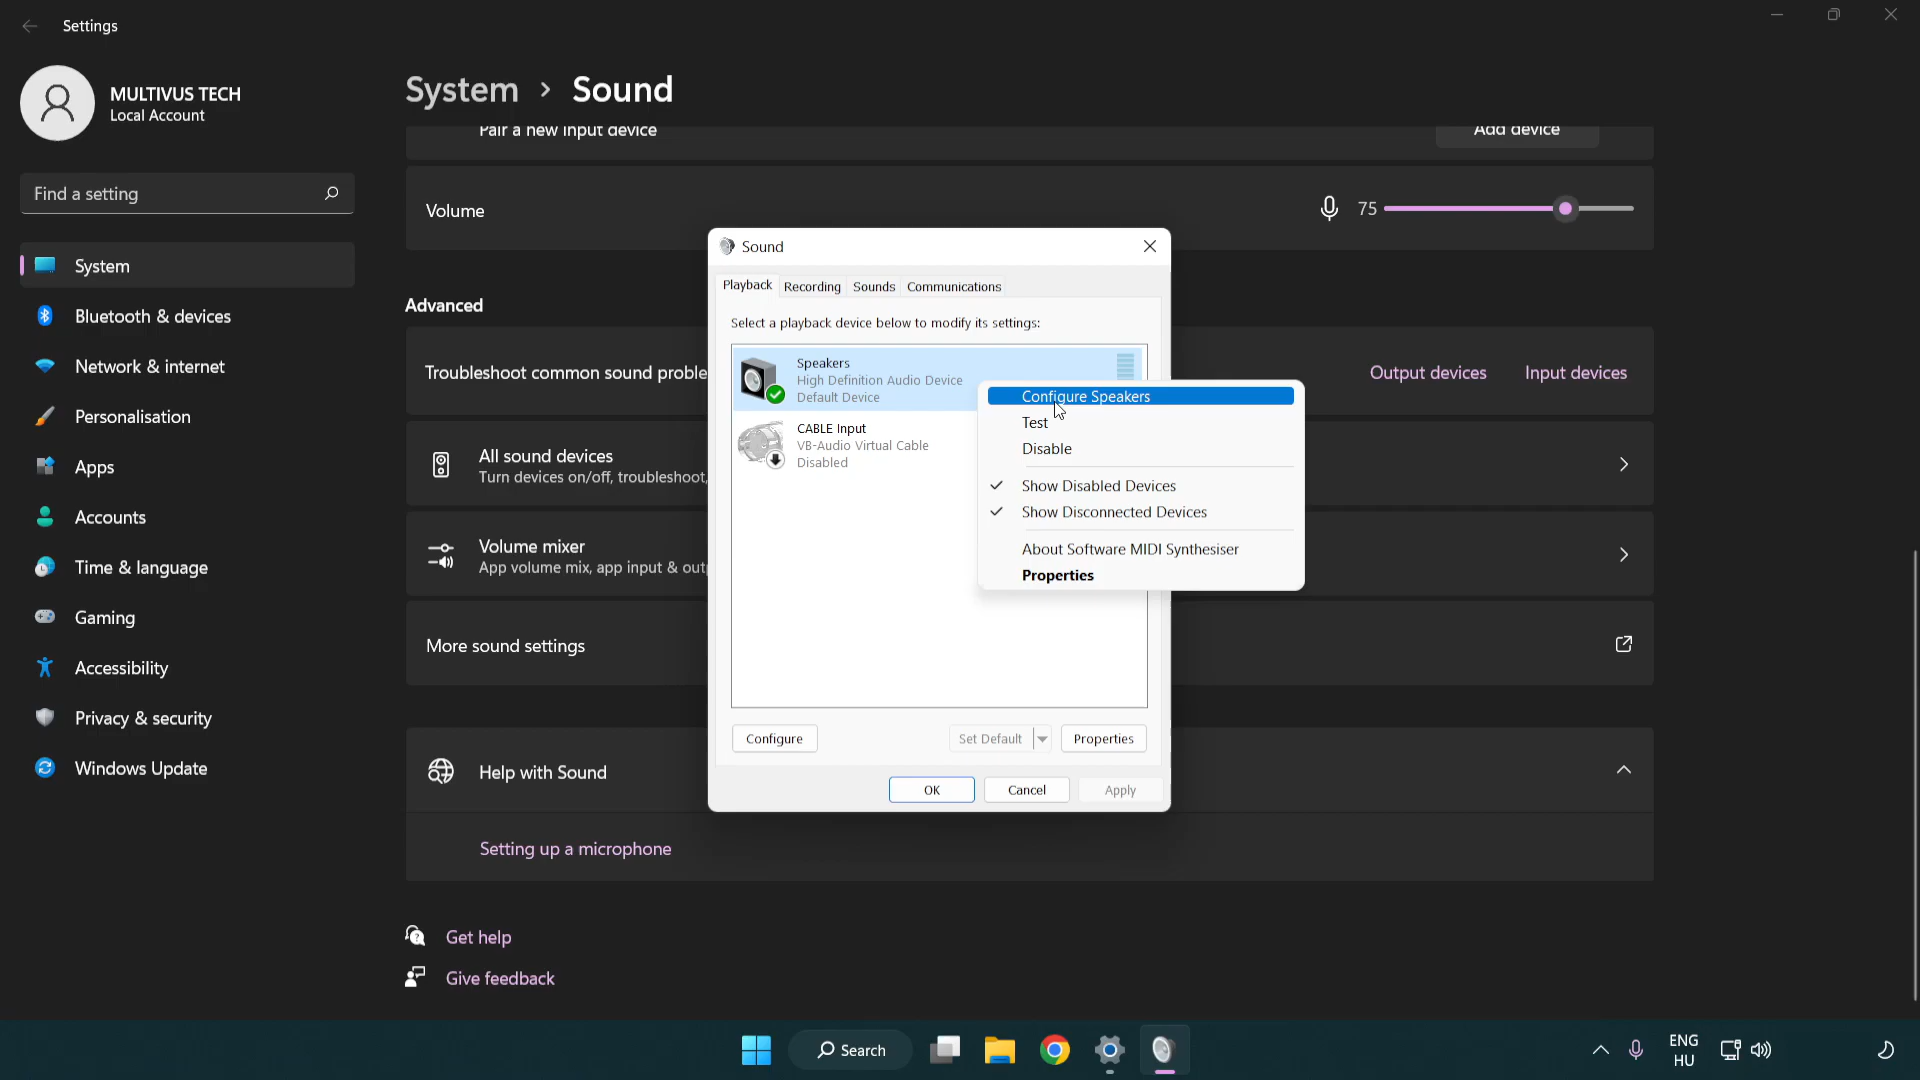 Settings
MULTIVUS TECH
Local Account
Find a setting
System
Bluetooth & devices
Network & internet
Personalisation
Apps
Accounts
Time & language
Gaming
Accessibility
Privacy & security
Windows Update
System > Sound
Pair a new input device
Add device
Volume
75
Advanced
Troubleshoot common sound proble
Output devices
Input devices
All sound devices
Turn devices on/off, troubleshoot,
Volume mixer
App volume mix, app input & out
More sound settings
Help with Sound
Setting up a microphone
Get help
Give feedback
Sound
Playback Recording Sounds Communications
Select a playback device below to modify its settings:
Speakers
High Definition Audio Device
Default Device
CABLE Input
VB-Audio Virtual Cable
Disabled
Configure Speakers
Test
Disable
Show Disabled Devices
Show Disconnected Devices
About Software MIDI Synthesiser
Properties
Configure
Set Default
Properties
OK
Cancel
Apply
Search
ENG
HU